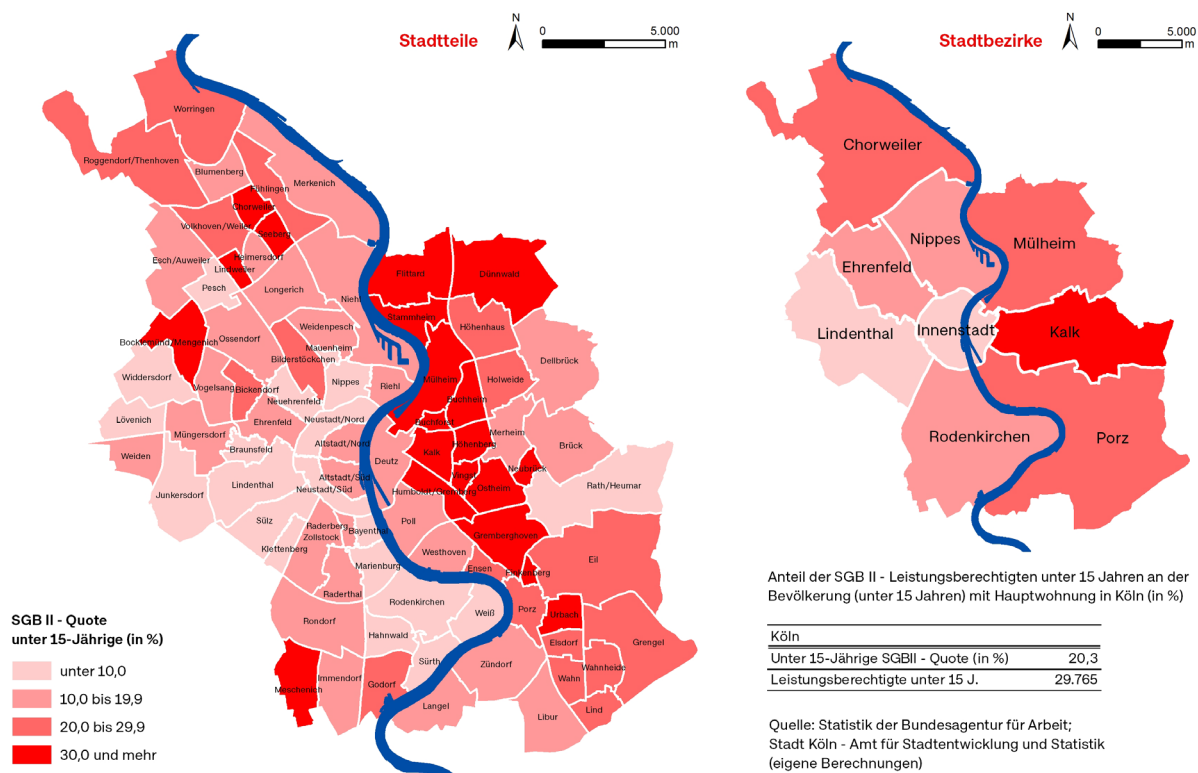 Stadtteile
N
0
5.000
m
Stadtbezirke
N
0
5.000
m
Worringen
Roggendorf/Thenhoven
Blumenberg
Fühlingen
Merkenich
Chorweiler
Volkhoven/Weiler
Seeberg
Esch/Auweiler
Heimersdorf
Lindweiler
Pesch
Longerich
Niehl
Flittard
Dünnwald
Stammheim
Höhenhaus
Weidenpesch
Bocklemünd/Mengenich
Ossendorf
Mauenheim
Bilderstöckchen
Dellbrück
Widdersdorf
Vogelsang
Bickendorf
Nippes
Riehl
Mülheim
Holweide
Neuehrenfeld
Buchheim
Lövenich
Ehrenfeld
Neustadt/Nord
Buchforst
Müngersdorf
Merheim
Altstadt/Nord
Höhenberg
Brück
Braunsfeld
Kalk
Weiden
Deutz
Neubrück
Altstadt/Süd
Vingst
Lindenthal
Neustadt/Süd
Humboldt/Gremberg
Ostheim
Rath/Heumar
Junkersdorf
Sülz
Raderberg
Bayenthal
Poll
Zollstock
Gremberghoven
Klettenberg
Westhoven
Eil
Marienburg
Ensen
Finkenberg
Raderthal
Rodenkirchen
Weiß
Porz
Urbach
Rondorf
Hahnwald
Elsdorf
Grengel
Sürth
Zündorf
Wahnheide
Immendorf
Wahn
Godorf
Meschenich
Langel
Lind
Libur
Chorweiler
Nippes
Mülheim
Ehrenfeld
Lindenthal
Innenstadt
Kalk
Rodenkirchen
Porz
SGB II - Quote
unter 15-Jährige (in %)
unter 10,0
10,0 bis 19,9
20,0 bis 29,9
30,0 und mehr
Anteil der SGB II - Leistungsberechtigten unter 15 Jahren an der
Bevölkerung (unter 15 Jahren) mit Hauptwohnung in Köln (in %)
Köln
Unter 15-Jährige SGBII - Quote (in %) 20,3
Leistungsberechtigte unter 15 J. 29.765
Quelle: Statistik der Bundesagentur für Arbeit;
Stadt Köln - Amt für Stadtentwicklung und Statistik
(eigene Berechnungen)